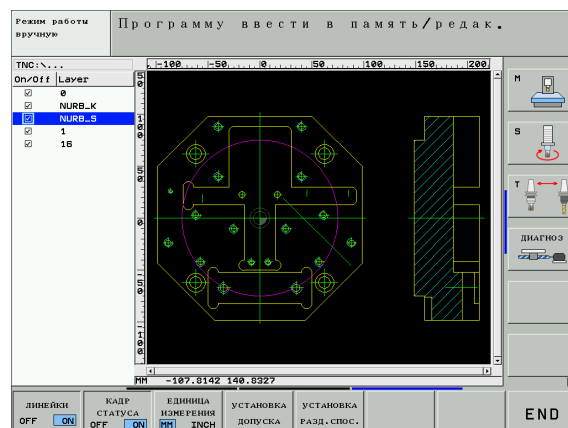 Режим работы
вручную
Программу ввести в память/редак.
TNC:\...
On/Off Layer
0
NURB_K
NURB_S
1
16
-100 -50 0 50 100 150 200
MM -107.8142 140.8327
M
S
T
ДИАГНОЗ
ЛИНЕЙКИ
OFF ON
КАДР
СТАТУСА
OFF ON
ЕДИНИЦА
ИЗМЕРЕНИЯ
MM INCH
УСТАНОВКА
ДОПУСКА
УСТАНОВКА
РАЗД.СПОС.
END